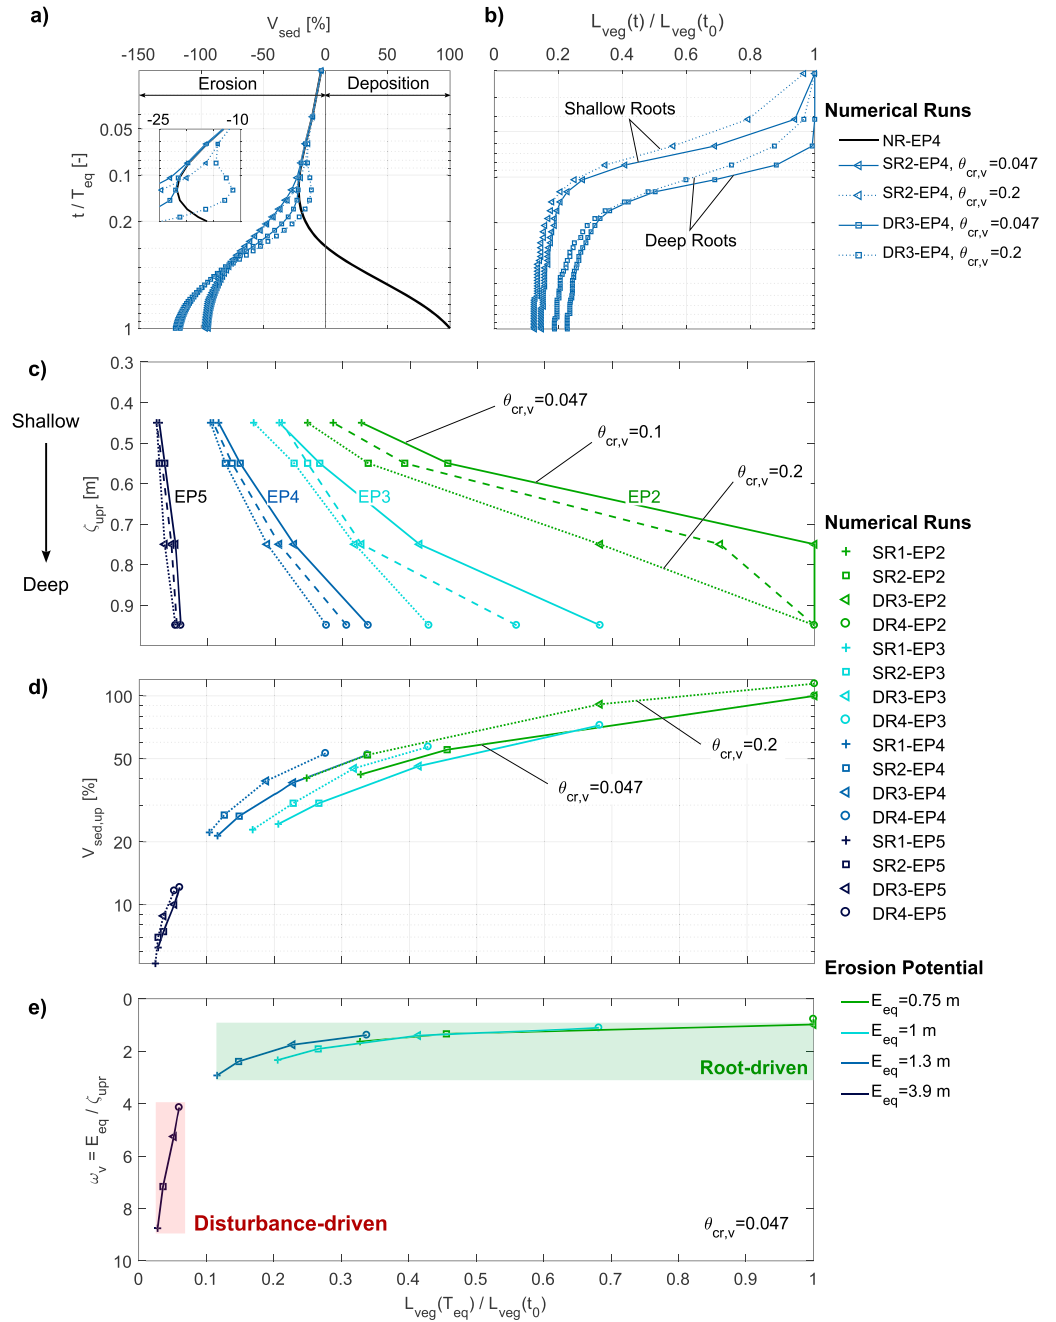 a)
V_sed [%]
-150 -100 -50 0 50 100
Erosion
Deposition
-25 -10
0.05
0.1
0.2
1
t / T_eq [-]
b)
L_veg(t) / L_veg(t_0)
0 0.2 0.4 0.6 0.8 1
Shallow Roots
Deep Roots
Numerical Runs
NR-EP4
SR2-EP4, θ_cr,v=0.047
SR2-EP4, θ_cr,v=0.2
DR3-EP4, θ_cr,v=0.047
DR3-EP4, θ_cr,v=0.2
c)
Shallow
Deep
0.3
0.4
0.5
0.6
0.7
0.8
0.9
ζ_upr [m]
θ_cr,v=0.047
θ_cr,v=0.1
θ_cr,v=0.2
EP5
EP4
EP3
EP2
Numerical Runs
SR1-EP2
SR2-EP2
DR3-EP2
DR4-EP2
SR1-EP3
SR2-EP3
DR3-EP3
DR4-EP3
SR1-EP4
SR2-EP4
DR3-EP4
DR4-EP4
SR1-EP5
SR2-EP5
DR3-EP5
DR4-EP5
d)
100
50
20
10
V_sed,up [%]
θ_cr,v=0.2
θ_cr,v=0.047
Erosion Potential
E_eq=0.75 m
E_eq=1 m
E_eq=1.3 m
E_eq=3.9 m
e)
0
2
4
6
8
10
ω_v = E_eq / ζ_upr
Root-driven
Disturbance-driven
θ_cr,v=0.047
0 0.1 0.2 0.3 0.4 0.5 0.6 0.7 0.8 0.9 1
L_veg(T_eq) / L_veg(t_0)